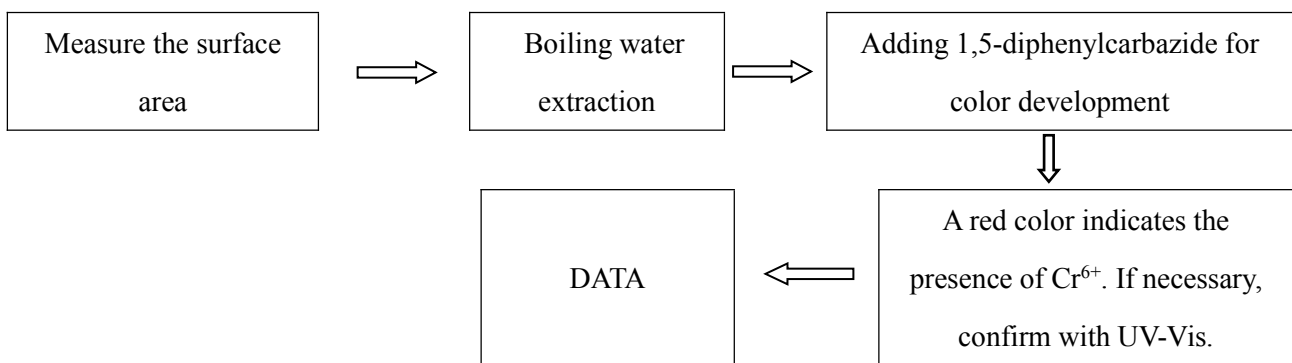 Measure the surface
area
Boiling water
extraction
Adding 1,5-diphenylcarbazide for
color development
A red color indicates the
presence of Cr⁶⁺. If necessary,
confirm with UV-Vis.
DATA